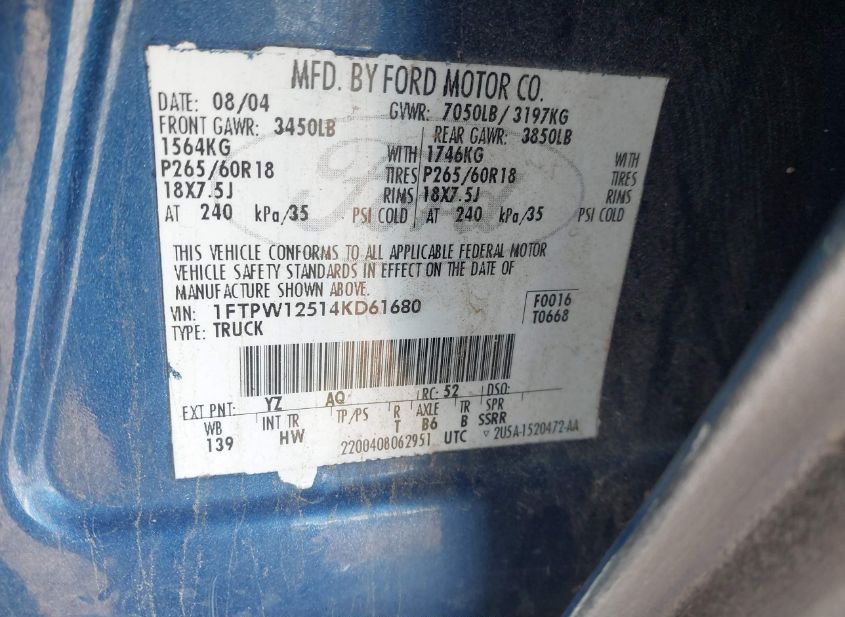 MFD. BY FORD MOTOR CO.
DATE: 08/04 GVWR: 7050LB / 3197KG
FRONT GAWR: 3450LB REAR GAWR: 3850LB
1564KG WITH 1746KG WITH
P265/60R18 TIRES P265/60R18 TIRES
18X7.5J RIMS 18X7.5J RIMS
AT 240 kPa/35 PSI COLD AT 240 kPa/35 PSI COLD
THIS VEHICLE CONFORMS TO ALL APPLICABLE FEDERAL MOTOR
VEHICLE SAFETY STANDARDS IN EFFECT ON THE DATE OF
MANUFACTURE SHOWN ABOVE.
VIN: 1FTPW12514KD61680 F0016
TYPE: TRUCK T0668
EXT PNT: YZ AQ RC: 52 DSO:
WB INT TR TP/PS R AXLE TR SPR
139 HW T B6 B SSRR
2200408062951 UTC ▽ 2U5A-1520472-AA
Ford